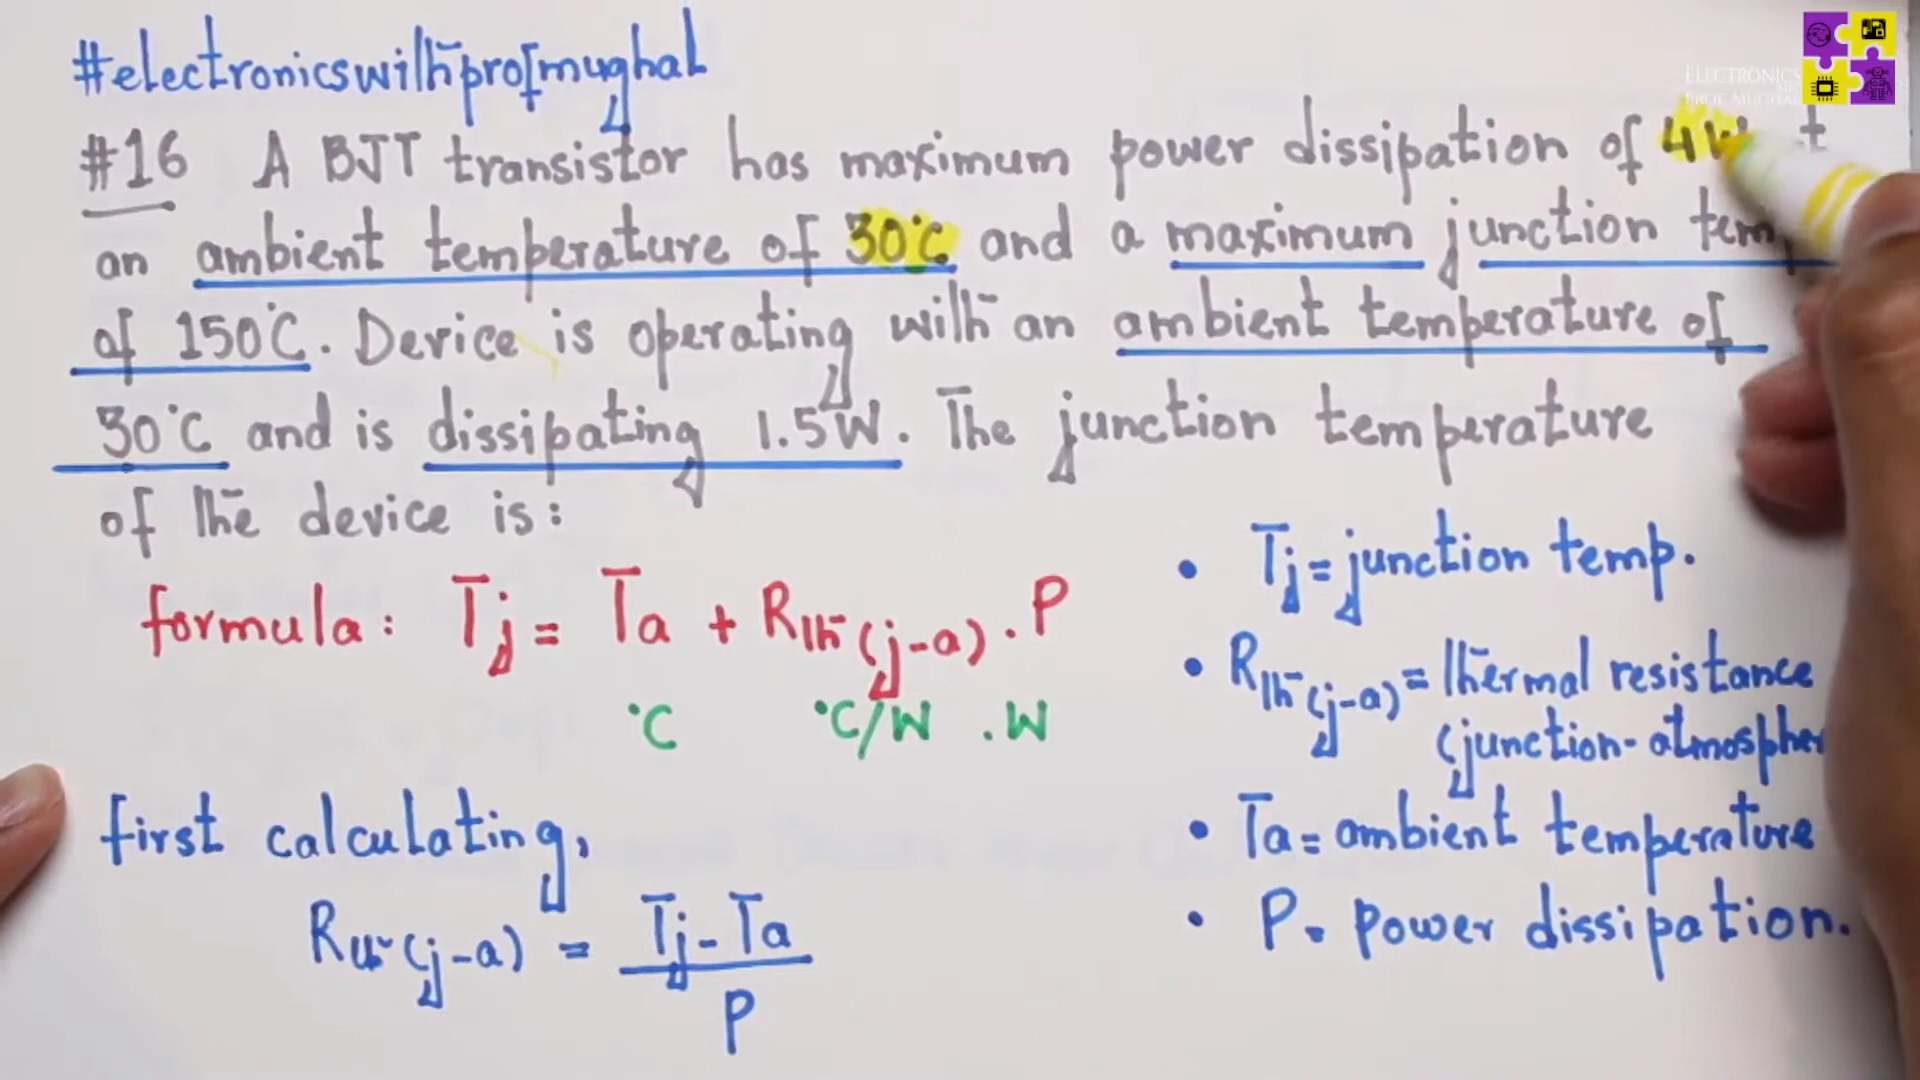 #electronicswithprofmughal
ELECTRONICS
#16 A BJT transistor has maximum power dissipation of 4W
an ambient temperature of 30°C and a maximum junction
of 150°C. Device is operating with an ambient temperature of
30°C and is dissipating 1.5W. The junction temperature
of the device is:
formula: Tj = Ta + Rth(j-a) . P
°C °C/W . W
• Tj = junction temp.
• Rth(j-a) = thermal resistance
(junction-atmospher
• Ta = ambient temperature
• P = power dissipation.
first calculating,
Rth(j-a) = Tj - Ta
P